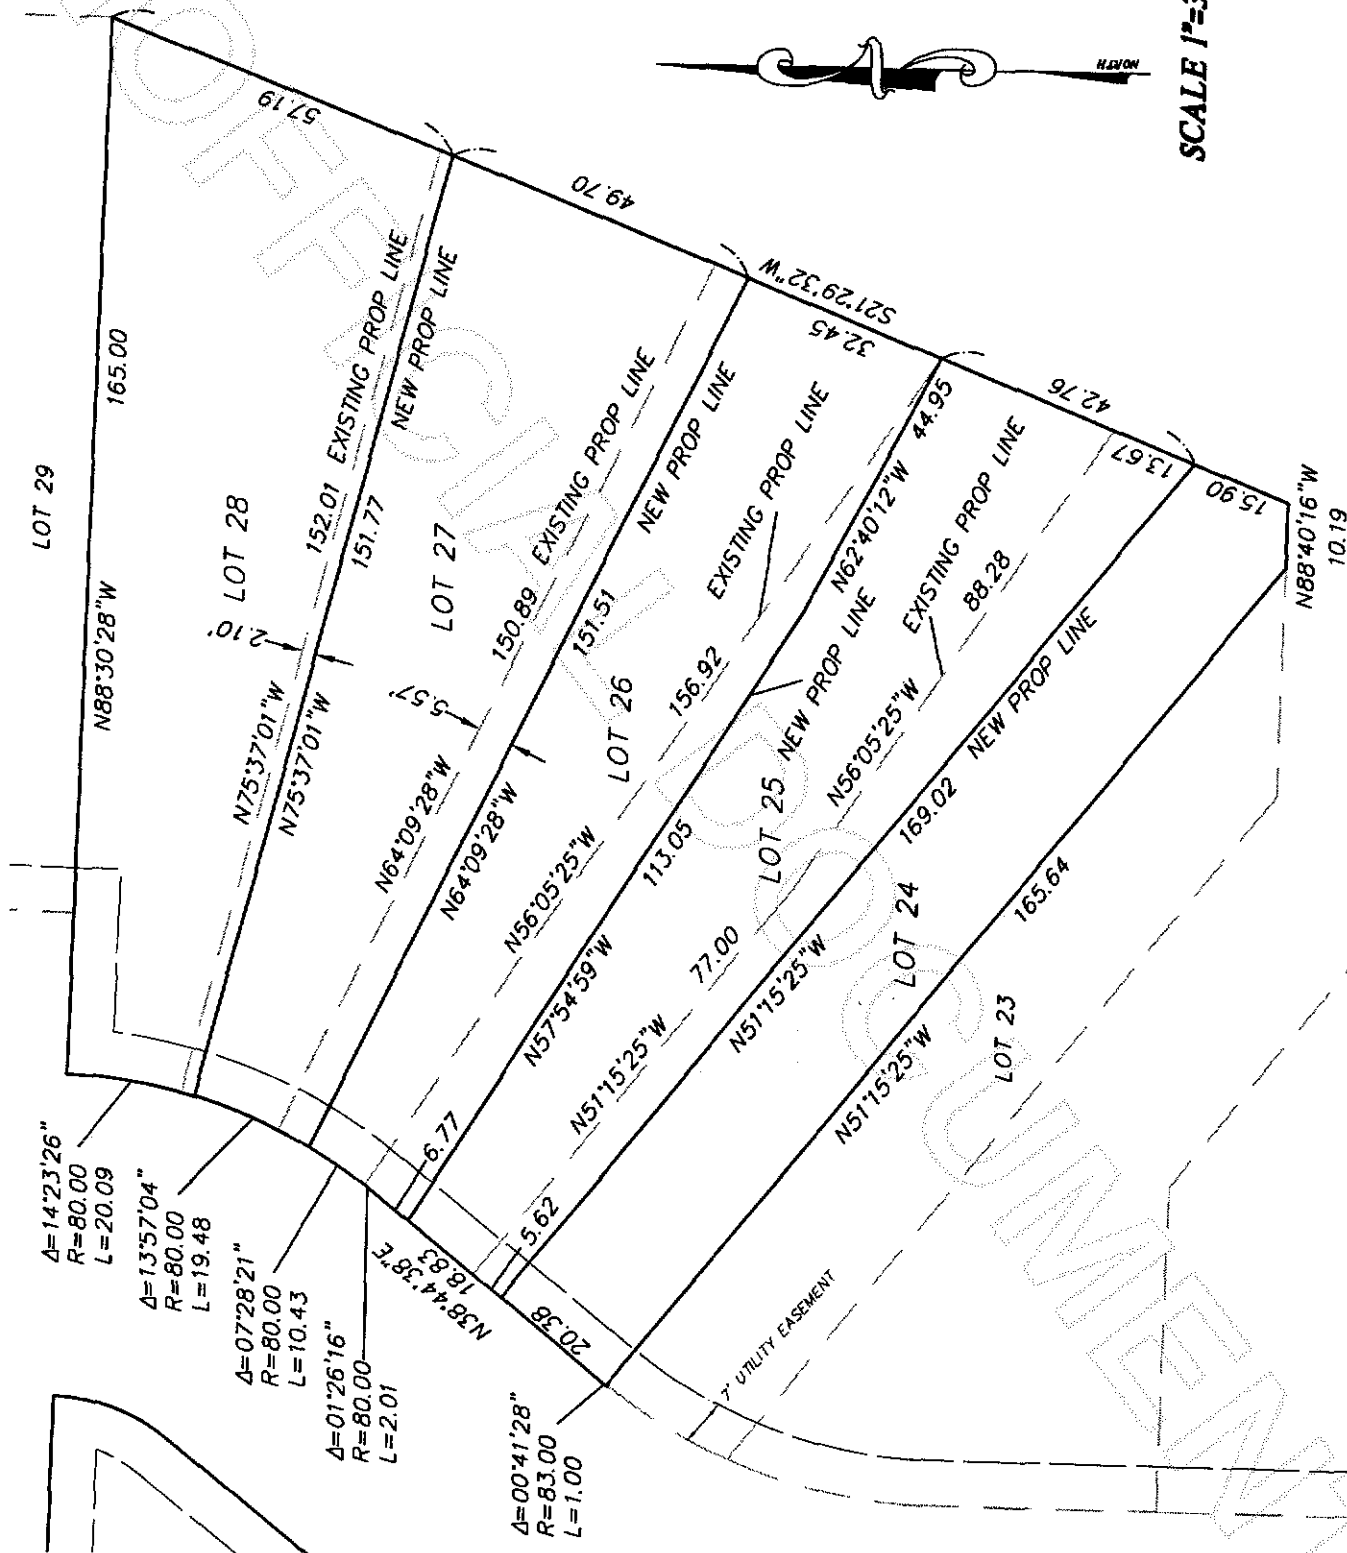 LOT 29
N88°30'28"W
165.00
57.19
LOT 28
2.10'
N75°37'01"W
152.01 EXISTING PROP LINE
N75°37'01"W
151.77
NEW PROP LINE
49.70
LOT 27
5.57'
N64°09'28"W
150.89
EXISTING PROP LINE
N64°09'28"W
151.51
NEW PROP LINE
S21°29'32"W
32.45
LOT 26
N56°05'25"W
156.92
EXISTING PROP LINE
N57°54'59"W
113.05
NEW PROP LINE
N62°40'12"W
44.95
42.76
LOT 25
N51°15'25"W
77.00
N56°05'25"W
88.28
EXISTING PROP LINE
13.67
N51°15'25"W
169.02
NEW PROP LINE
15.90
LOT 24
N51°15'25"W
165.64
N88°40'16"W
10.19
LOT 23
Δ=14°23'26"
R=80.00
L=20.09
Δ=13°57'04"
R=80.00
L=19.48
Δ=07°28'21"
R=80.00
L=10.43
Δ=01°26'16"
R=80.00
L=2.01
6.77
N38°44'38"E
18.83
5.62
20.38
Δ=00°41'28"
R=83.00
L=1.00
7' UTILITY EASEMENT
NORTH
SCALE 1"=3
OFFICIAL DOCUMENT